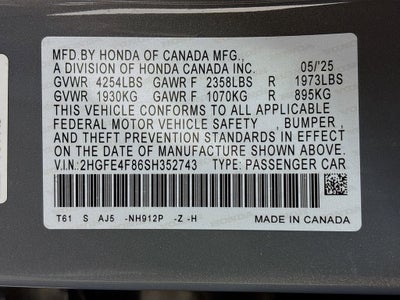 MFD.BY HONDA OF CANADA MFG.,
A DIVISION OF HONDA CANADA INC. 05/'25
GVWR 4254LBS GAWR F 2358LBS R 1973LBS
GVWR 1930KG GAWR F 1070KG R 895KG
THIS VEHICLE CONFORMS TO ALL APPLICABLE
FEDERAL MOTOR VEHICLE SAFETY , BUMPER ,
AND THEFT PREVENTION STANDARDS IN EFFECT
ON THE DATE OF MANUFACTURE SHOWN ABOVE.
V.I.N: 2HGFE4F86SH352743 TYPE: PASSENGER CAR
T61 S AJ5 -NH912P -Z -H MADE IN CANADA